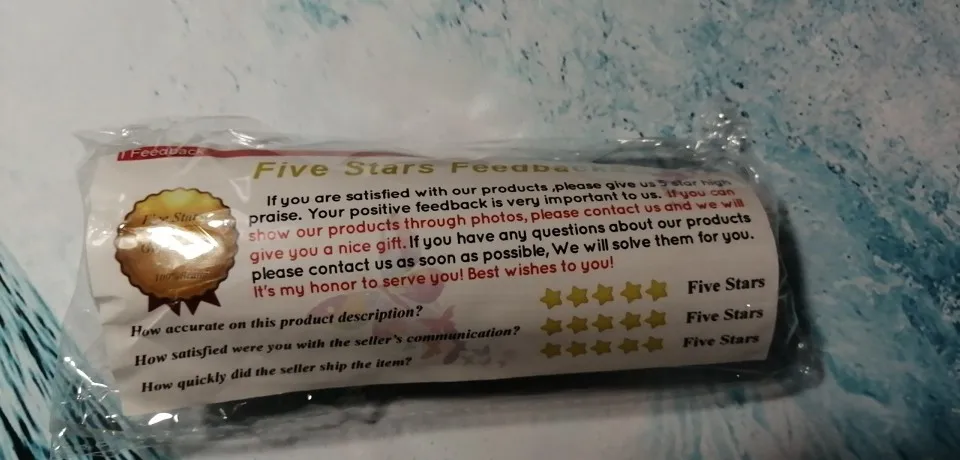 Feedback
Five Stars Feedbac
If you are satisfied with our products ,please give us 5 star high
praise. Your positive feedback is very important to us. If you can
show our products through photos, please contact us and we will
give you a nice gift. If you have any questions about our products
please contact us as soon as possible, We will solve them for you.
It's my honor to serve you! Best wishes to you!
Five Star
100%
How accurate on this product description? Five Stars
How satisfied were you with the seller's communication? Five Stars
How quickly did the seller ship the item? Five Stars